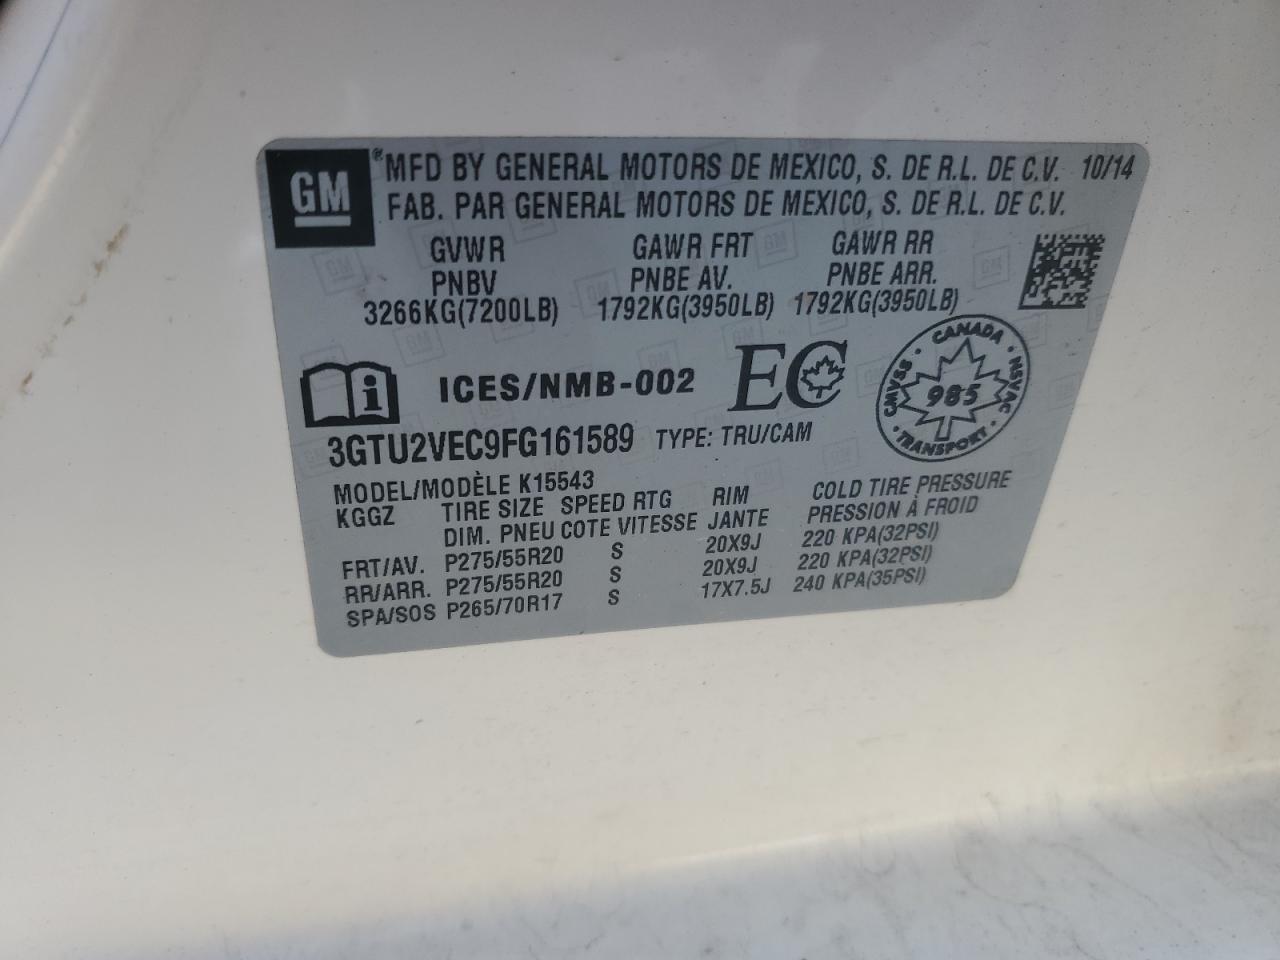 GM ® MFD BY GENERAL MOTORS DE MEXICO, S. DE R.L. DE C.V. 10/14
FAB. PAR GENERAL MOTORS DE MEXICO, S. DE R.L. DE C.V.
GVWR GAWR FRT GAWR RR
PNBV PNBE AV. PNBE ARR.
3266KG(7200LB) 1792KG(3950LB) 1792KG(3950LB)
i ICES/NMB-002 EC CANADA CMVSS NSVAC 985 TRANSPORT
3GTU2VEC9FG161589 TYPE: TRU/CAM
MODEL/MODÈLE K15543
KGGZ TIRE SIZE SPEED RTG RIM COLD TIRE PRESSURE
DIM. PNEU COTE VITESSE JANTE PRESSION À FROID
FRT/AV. P275/55R20 S 20X9J 220 KPA(32PSI)
RR/ARR. P275/55R20 S 20X9J 220 KPA(32PSI)
SPA/SOS P265/70R17 S 17X7.5J 240 KPA(35PSI)